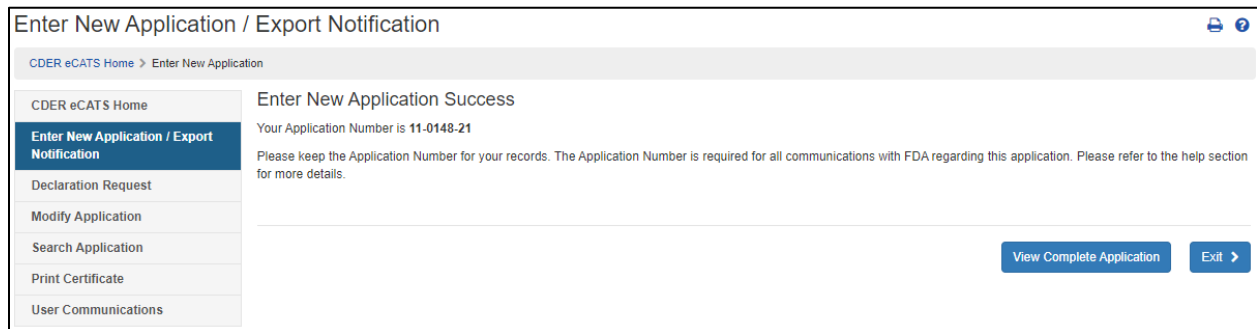 Enter New Application / Export Notification
CDER eCATS Home > Enter New Application
CDER eCATS Home
Enter New Application / Export
Notification
Declaration Request
Modify Application
Search Application
Print Certificate
User Communications
Enter New Application Success
Your Application Number is 11-0148-21
Please keep the Application Number for your records. The Application Number is required for all communications with FDA regarding this application. Please refer to the help section
for more details.
View Complete Application
Exit >